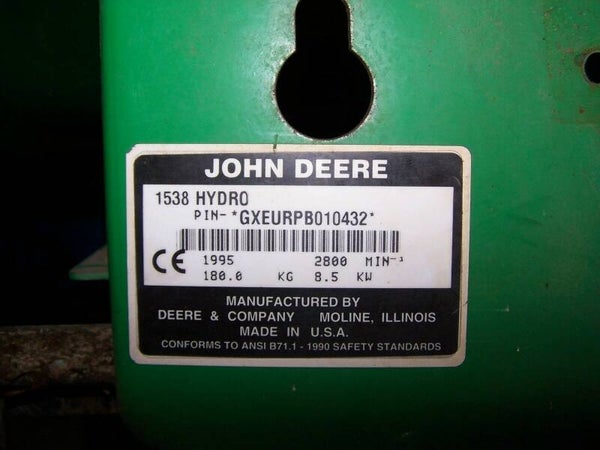 JOHN DEERE
1538 HYDRO
PIN- *GXEURPB010432*
CE 1995 2800 MIN⁻¹
180.0 KG 8.5 KW
MANUFACTURED BY
DEERE & COMPANY MOLINE, ILLINOIS
MADE IN U.S.A.
CONFORMS TO ANSI B71.1 - 1990 SAFETY STANDARDS